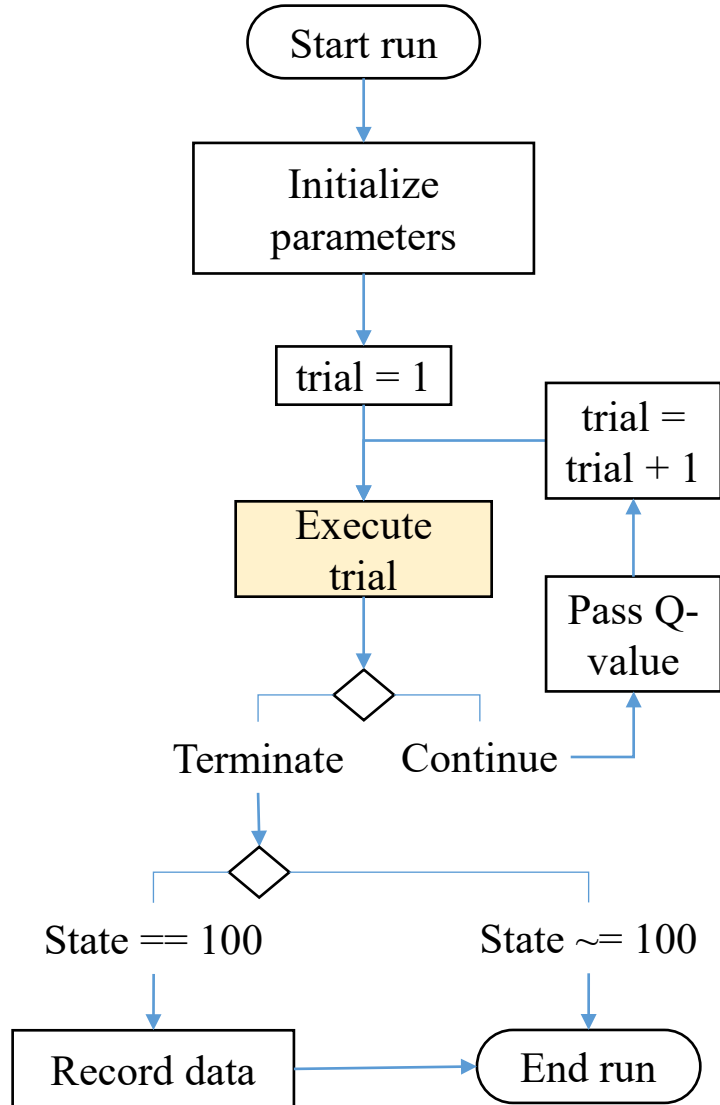 Start run
Initialize
parameters
trial = 1
trial =
trial + 1
Execute
trial
Pass Q-
value
Terminate
Continue
State == 100
State ~= 100
Record data
End run